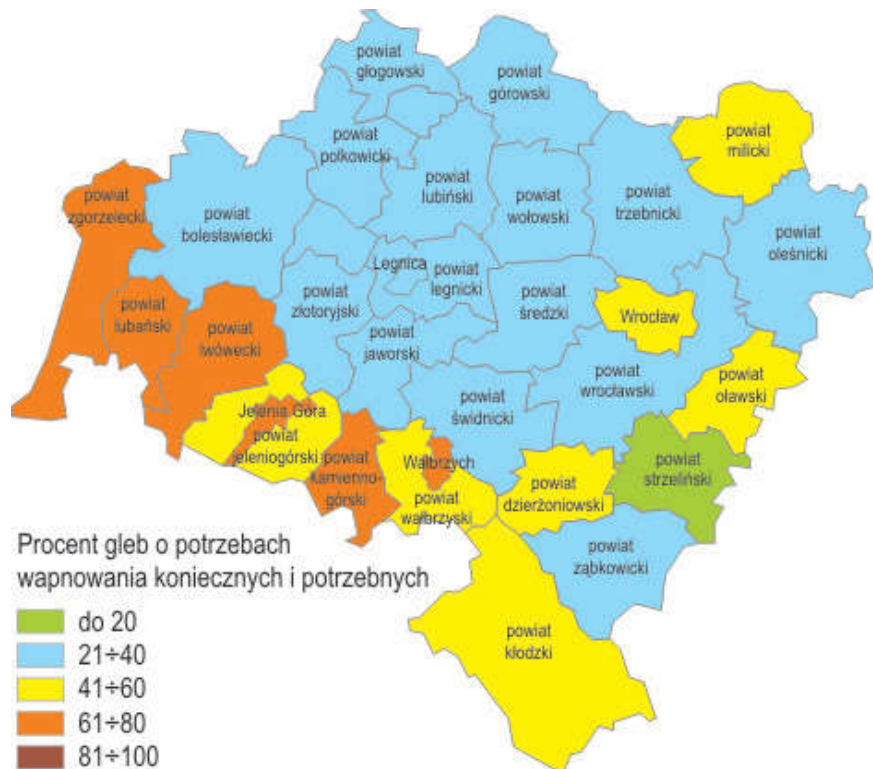 powiat
głogowski
powiat
górowski
powiat
milicki
powiat
polkowicki
powiat
lubiński
powiat
wołowski
powiat
trzebnicki
powiat
zgorzelecki
powiat
bolesławiecki
powiat
oleśnicki
Legnica
powiat
legnicki
powiat
złotoryjski
powiat
średzki
Wrocław
powiat
lubański
powiat
lwówecki
powiat
jaworski
powiat
wrocławski
powiat
oławski
powiat
świdnicki
Jelenia Góra
powiat
jeleniogórski
powiat
kamienno-
górski
Wałbrzych
powiat
wałbrzyski
powiat
dzierżoniowski
powiat
strzeliński
powiat
ząbkowicki
powiat
kłodzki
Procent gleb o potrzebach
wapnowania koniecznych i potrzebnych
do 20
21÷40
41÷60
61÷80
81÷100